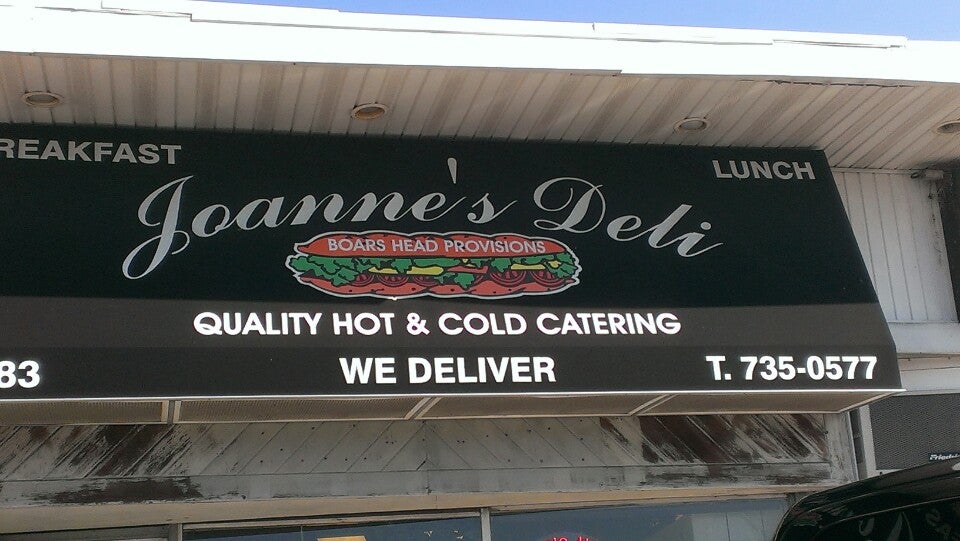 REAKFAST
LUNCH
Joanne's Deli
BOARS HEAD PROVISIONS
QUALITY HOT & COLD CATERING
83
WE DELIVER
T. 735-0577